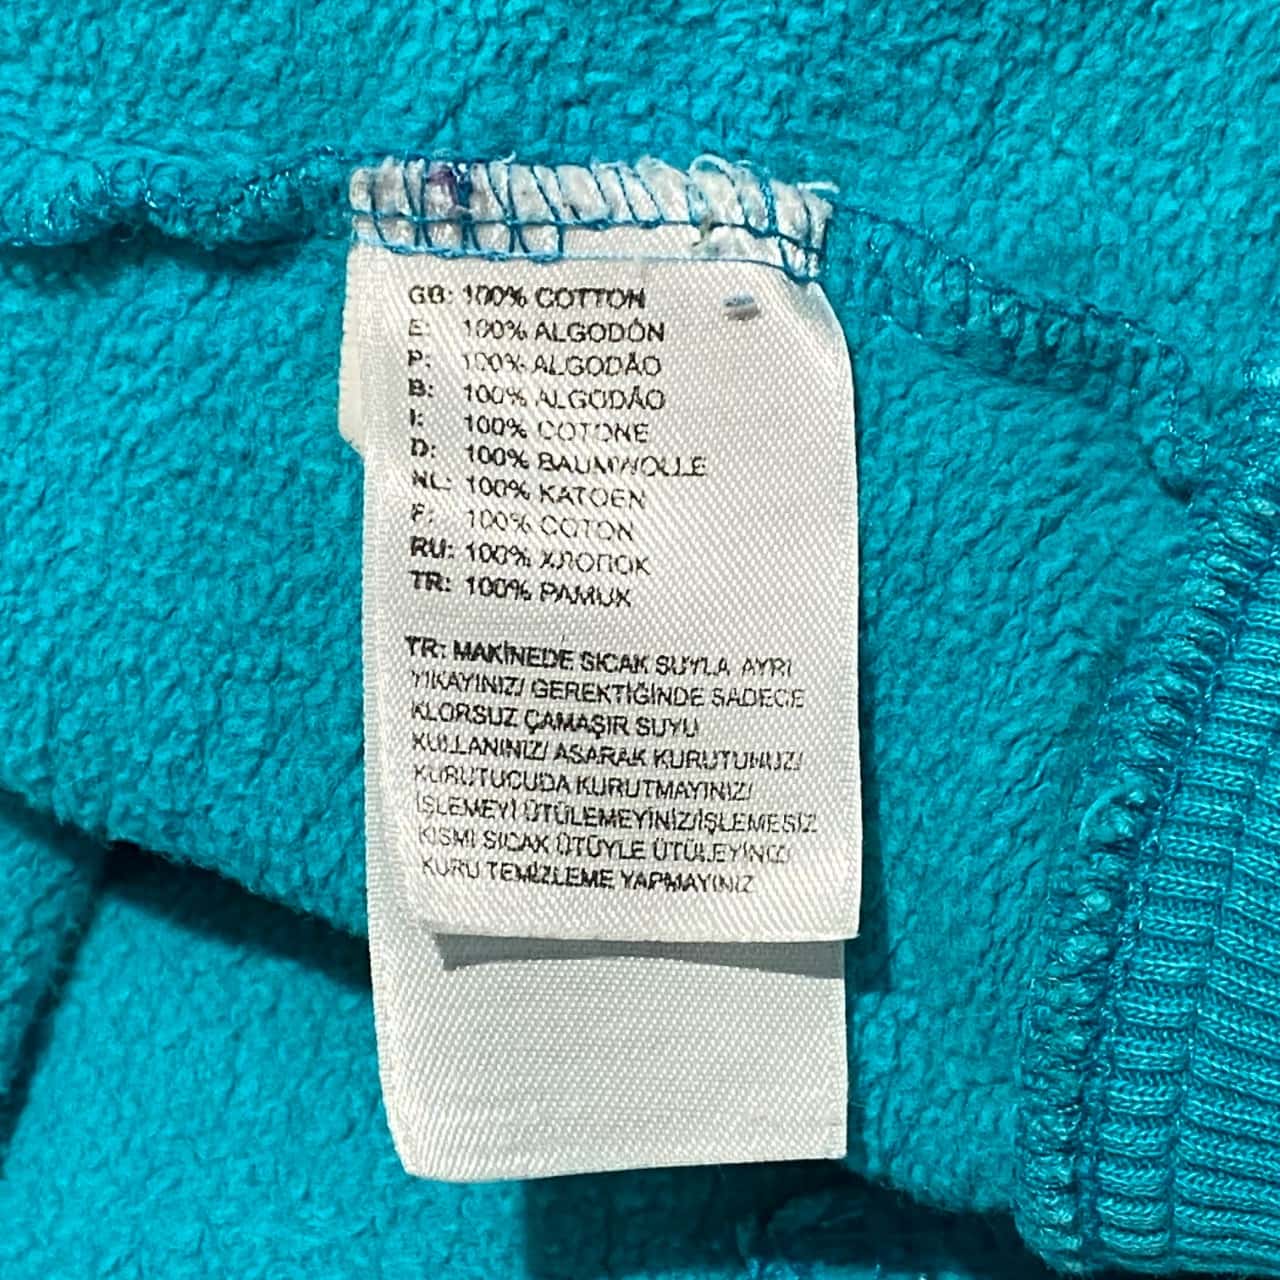 GB: 100% COTTON
E: 100% ALGODÓN
P: 100% ALGODÃO
B: 100% ALGODÃO
I: 100% COTONE
D: 100% BAUMWOLLE
NL: 100% KATOEN
F: 100% COTON
RU: 100% ХЛОПОК
TR: 100% PAMUK
TR: MAKİNEDE SICAK SUYLA AYRI
YIKAYINIZ/ GEREKTİĞİNDE SADECE
KLORSUZ ÇAMAŞIR SUYU
KULLANINIZ/ ASARAK KURUTUNUZ/
KURUTUCUDA KURUTMAYINIZ/
İŞLEMEYİ ÜTÜLEMEYİNİZ/İŞLEMESİZ
KISMI SICAK ÜTÜYLE ÜTÜLEYİNİZ
KURU TEMİZLEME YAPMAYINIZ